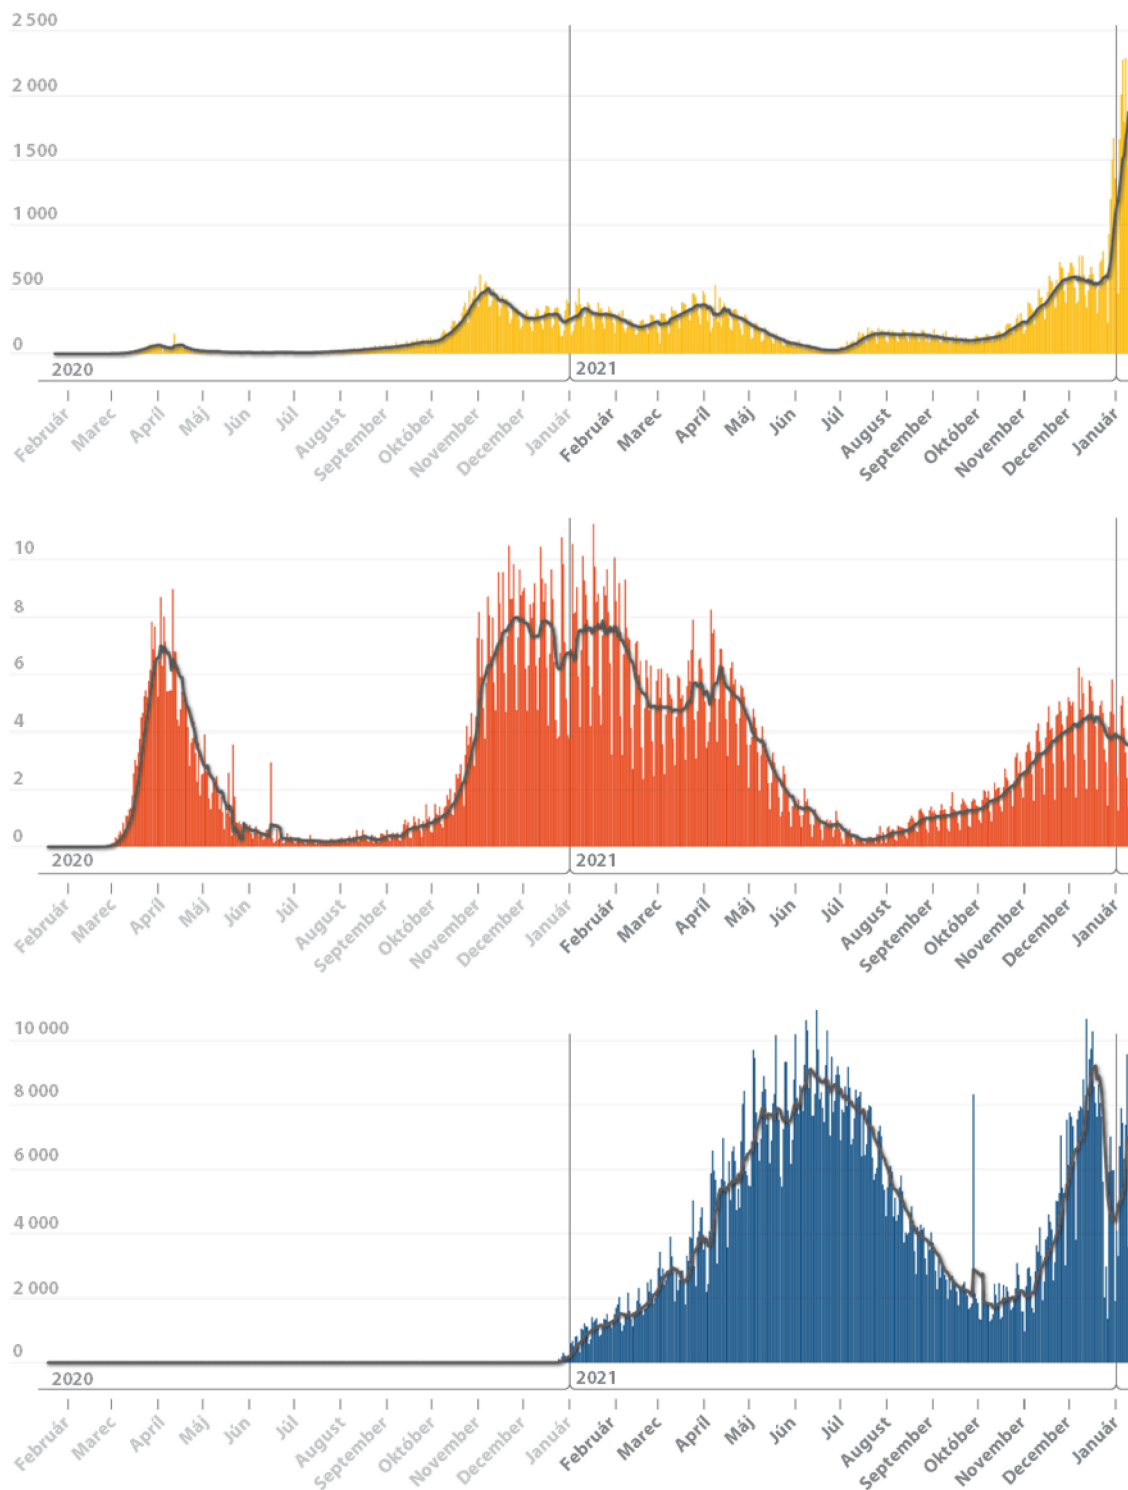 2 500
2 000
1 500
1 000
500
0
2020
2021
Február
Marec
Apríl
Máj
Jún
Júl
August
September
Október
November
December
Január
Február
Marec
Apríl
Máj
Jún
Júl
August
September
Október
November
December
Január
10
8
6
4
2
0
2020
2021
Február
Marec
Apríl
Máj
Jún
Júl
August
September
Október
November
December
Január
Február
Marec
Apríl
Máj
Jún
Júl
August
September
Október
November
December
Január
10 000
8 000
6 000
4 000
2 000
0
2020
2021
Február
Marec
Apríl
Máj
Jún
Júl
August
September
Október
November
December
Január
Február
Marec
Apríl
Máj
Jún
Júl
August
September
Október
November
December
Január